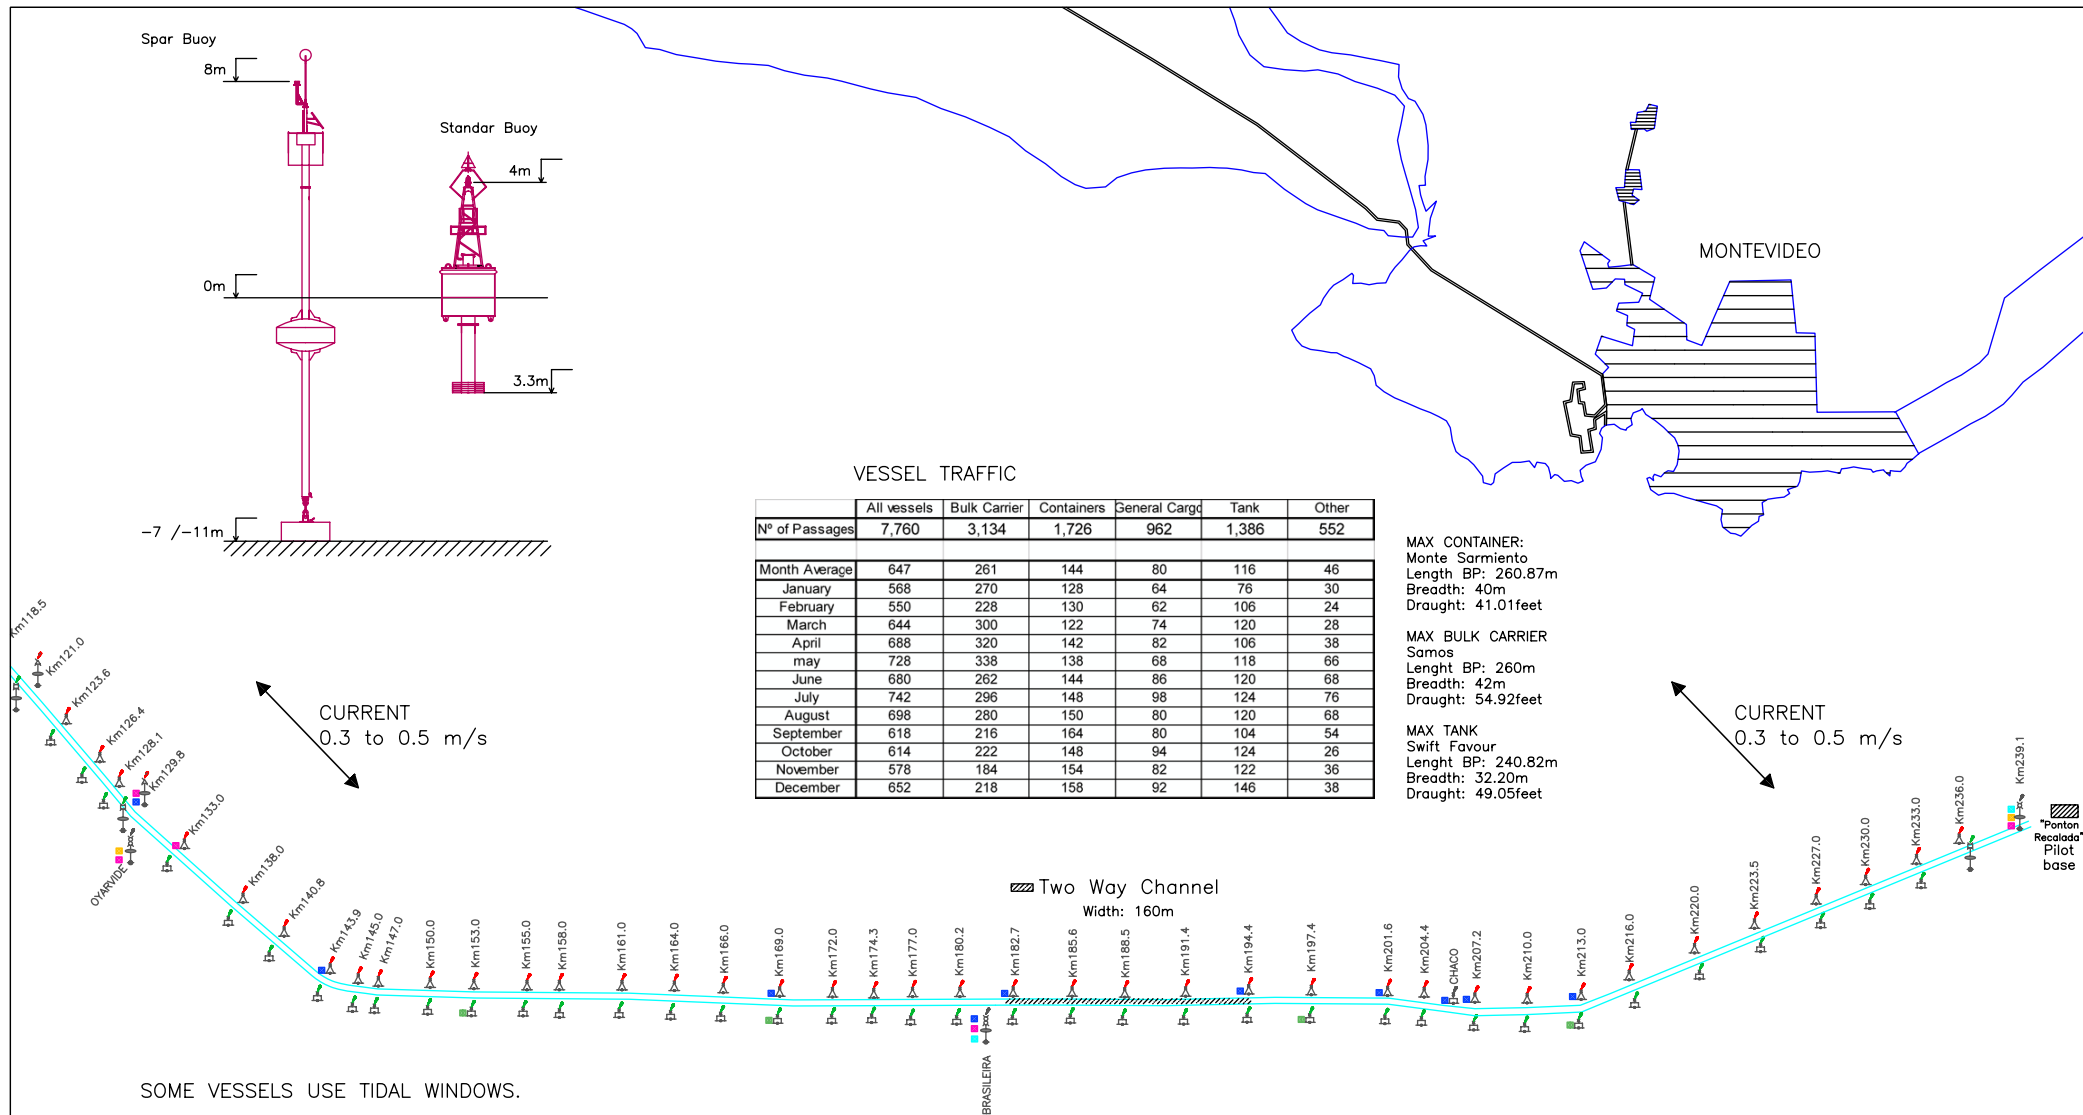 Spar Buoy
8m
Standar Buoy
4m
0m
3.3m
-7 /-11m
MONTEVIDEO
VESSEL TRAFFIC
All vessels Bulk Carrier Containers General Cargo Tank Other
Nº of Passages 7,760 3,134 1,726 962 1,386 552
Month Average 647 261 144 80 116 46
January 568 270 128 64 76 30
February 550 228 130 62 106 24
March 644 300 122 74 120 28
April 688 320 142 82 106 38
may 728 338 138 68 118 66
June 680 262 144 86 120 68
July 742 296 148 98 124 76
August 698 280 150 80 120 68
September 618 216 164 80 104 54
October 614 222 148 94 124 26
November 578 184 154 82 122 36
December 652 218 158 92 146 38
MAX CONTAINER:
Monte Sarmiento
Length BP: 260.87m
Breadth: 40m
Draught: 41.01feet
MAX BULK CARRIER
Samos
Lenght BP: 260m
Breadth: 42m
Draught: 54.92feet
MAX TANK
Swift Favour
Lenght BP: 240.82m
Breadth: 32.20m
Draught: 49.05feet
CURRENT
0.3 to 0.5 m/s
CURRENT
0.3 to 0.5 m/s
Km118.5
Km121.0
Km123.6
Km126.4
Km128.1
Km129.8
OYARVIDE
Km133.0
Km138.0
Km140.8
Km143.9
Km145.0
Km147.0
Km150.0
Km153.0
Km155.0
Km158.0
Km161.0
Km164.0
Km166.0
Km169.0
Km172.0
Km174.3
Km177.0
Km180.2
BRASILEIRA
Km182.7
Km185.6
Km188.5
Km191.4
Km194.4
Km197.4
Km201.6
Km204.4
CHACO
Km207.2
Km210.0
Km213.0
Km216.0
Km220.0
Km223.5
Km227.0
Km230.0
Km233.0
Km236.0
Km239.1
"Ponton
Recalada"
Pilot
base
Two Way Channel
Width: 160m
SOME VESSELS USE TIDAL WINDOWS.